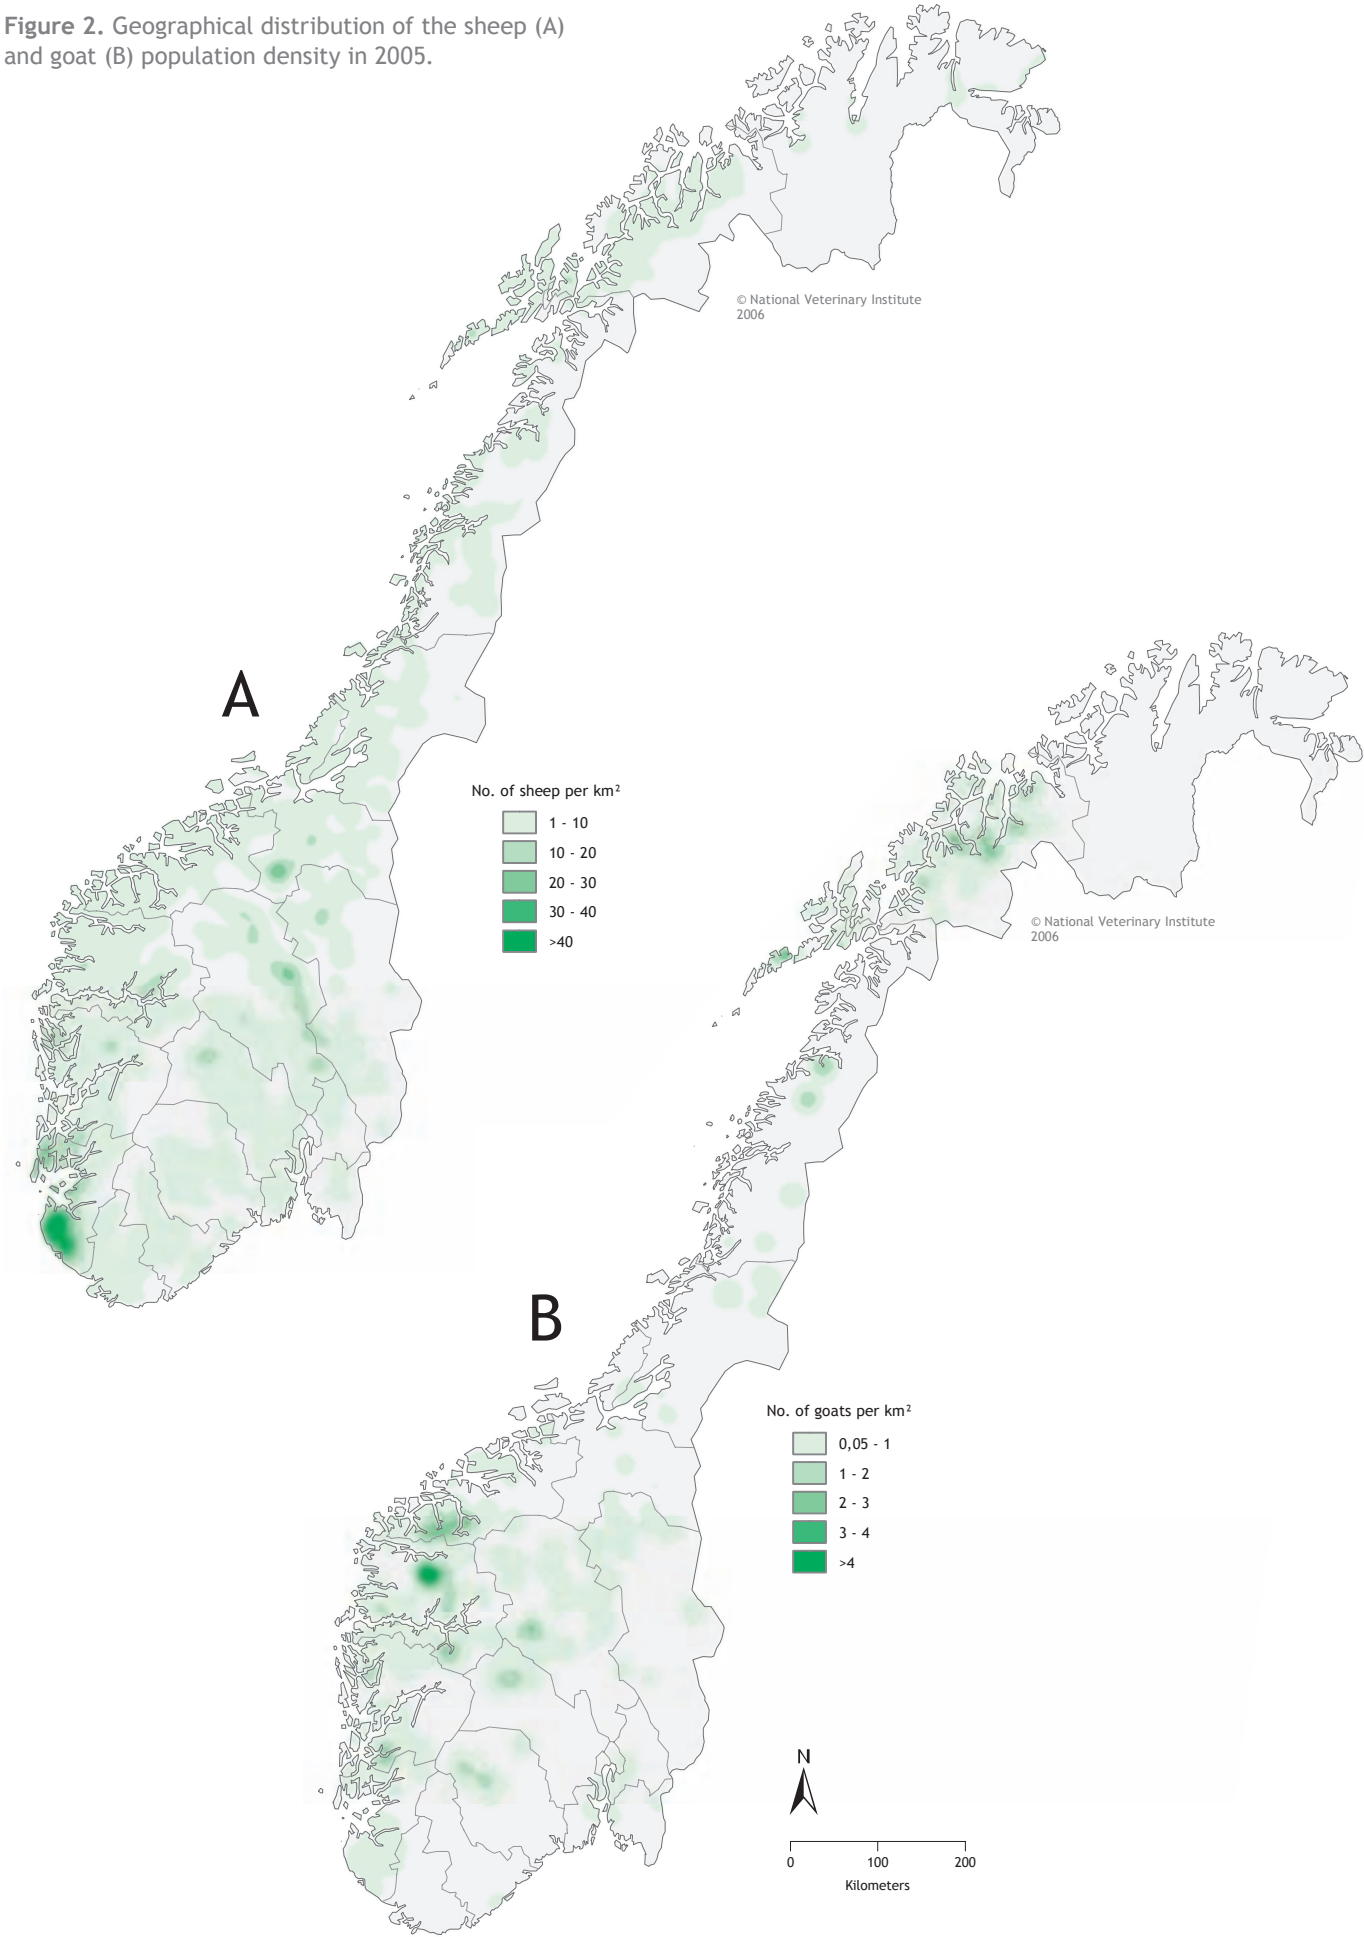 Figure 2. Geographical distribution of the sheep (A)
and goat (B) population density in 2005.
© National Veterinary Institute
2006
A
No. of sheep per km²
1 - 10
10 - 20
20 - 30
30 - 40
>40
© National Veterinary Institute
2006
B
No. of goats per km²
0,05 - 1
1 - 2
2 - 3
3 - 4
>4
N
0 100 200
Kilometers